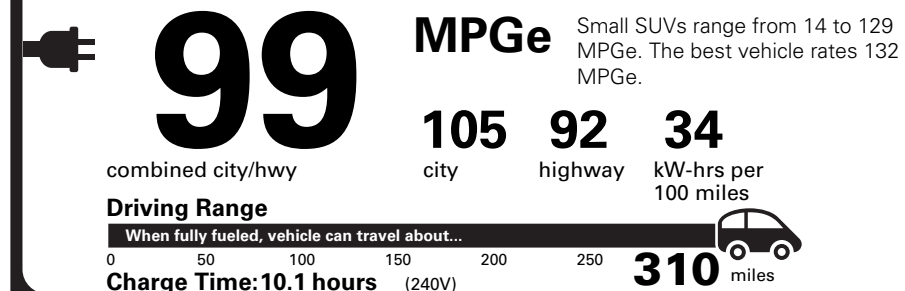 99
combined city/hwy
MPGe
Small SUVs range from 14 to 129
MPGe. The best vehicle rates 132
MPGe.
105
city
92
highway
34
kW-hrs per
100 miles
Driving Range
When fully fueled, vehicle can travel about...
0 50 100 150 200 250 310 miles
Charge Time:10.1 hours (240V)